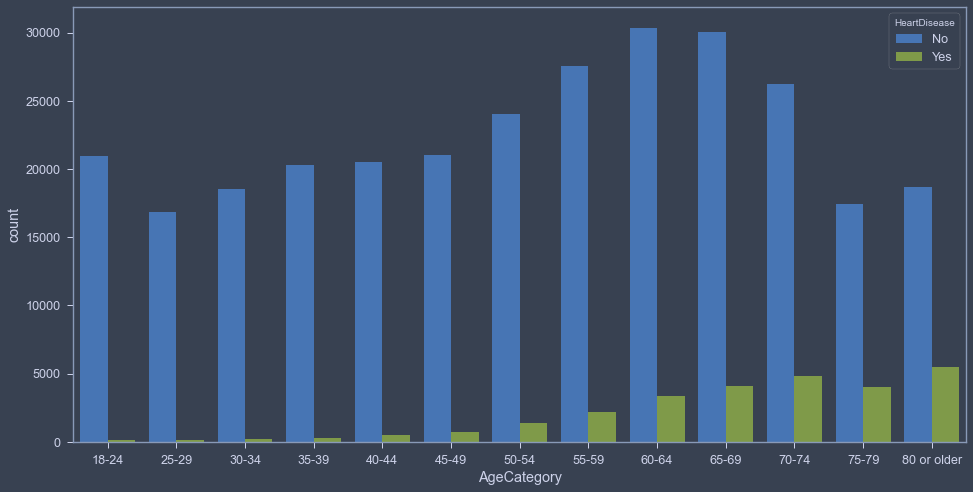 HeartDisease
No
Yes
30000
25000
20000
15000
10000
5000
0
count
18-24 25-29 30-34 35-39 40-44 45-49 50-54 55-59 60-64 65-69 70-74 75-79 80 or older
AgeCategory